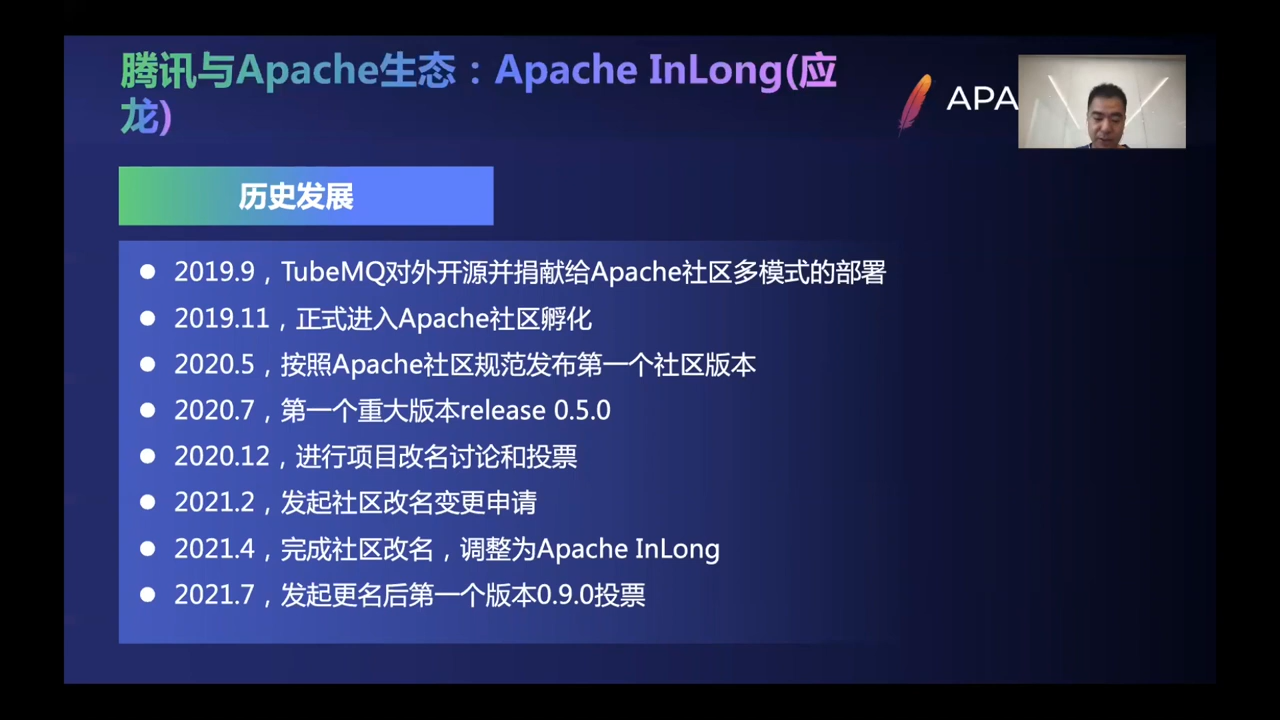 腾讯与Apache生态：Apache InLong(应
龙)
APA
历史发展
2019.9，TubeMQ对外开源并捐献给Apache社区多模式的部署
2019.11，正式进入Apache社区孵化
2020.5，按照Apache社区规范发布第一个社区版本
2020.7，第一个重大版本release 0.5.0
2020.12，进行项目改名讨论和投票
2021.2，发起社区改名变更申请
2021.4，完成社区改名，调整为Apache InLong
2021.7，发起更名后第一个版本0.9.0投票